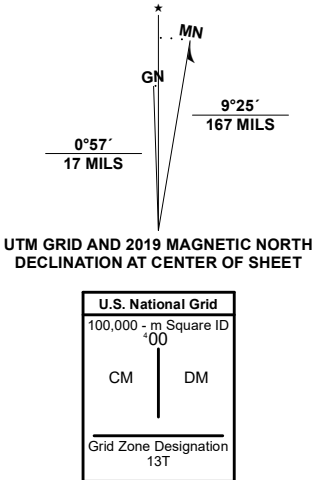 ★
MN
GN
9°25´
167 MILS
0°57´
17 MILS
UTM GRID AND 2019 MAGNETIC NORTH
DECLINATION AT CENTER OF SHEET
U.S. National Grid
100,000 - m Square ID
⁴00
CM DM
Grid Zone Designation
13T